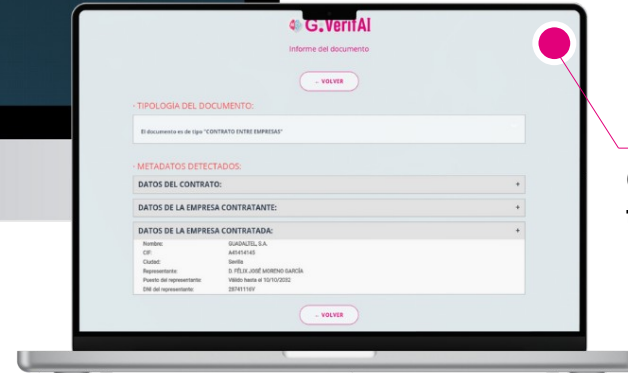 G.VerifAI
Informe del documento
← VOLVER
- TIPOLOGÍA DEL DOCUMENTO:
El documento es de tipo "CONTRATO ENTRE EMPRESAS"
- METADATOS DETECTADOS:
DATOS DEL CONTRATO: +
DATOS DE LA EMPRESA CONTRATANTE: +
DATOS DE LA EMPRESA CONTRATADA: +
Nombre: GUADALTEL, S.A.
CIF: A41414145
Ciudad: Sevilla
Representante: D. FÉLIX JOSÉ MORENO GARCÍA
Puesto del representante: Válido hasta el 10/10/2032
DNI del representante: 28741116Y
← VOLVER